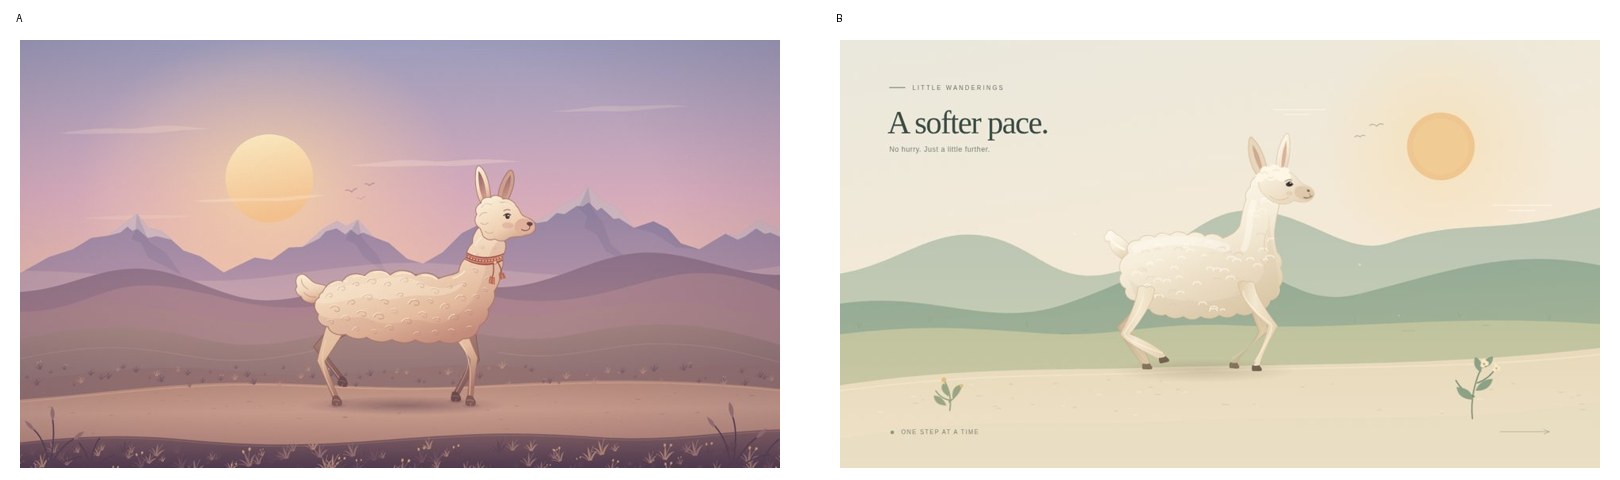 A
B
LITTLE WANDERINGS
A softer pace.
No hurry. Just a little further.
ONE STEP AT A TIME